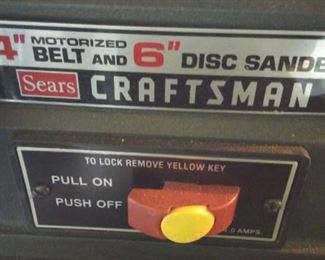 4" MOTORIZED BELT AND 6" DISC SANDE
Sears CRAFTSMAN
TO LOCK REMOVE YELLOW KEY
PULL ON
PUSH OFF
AMPS